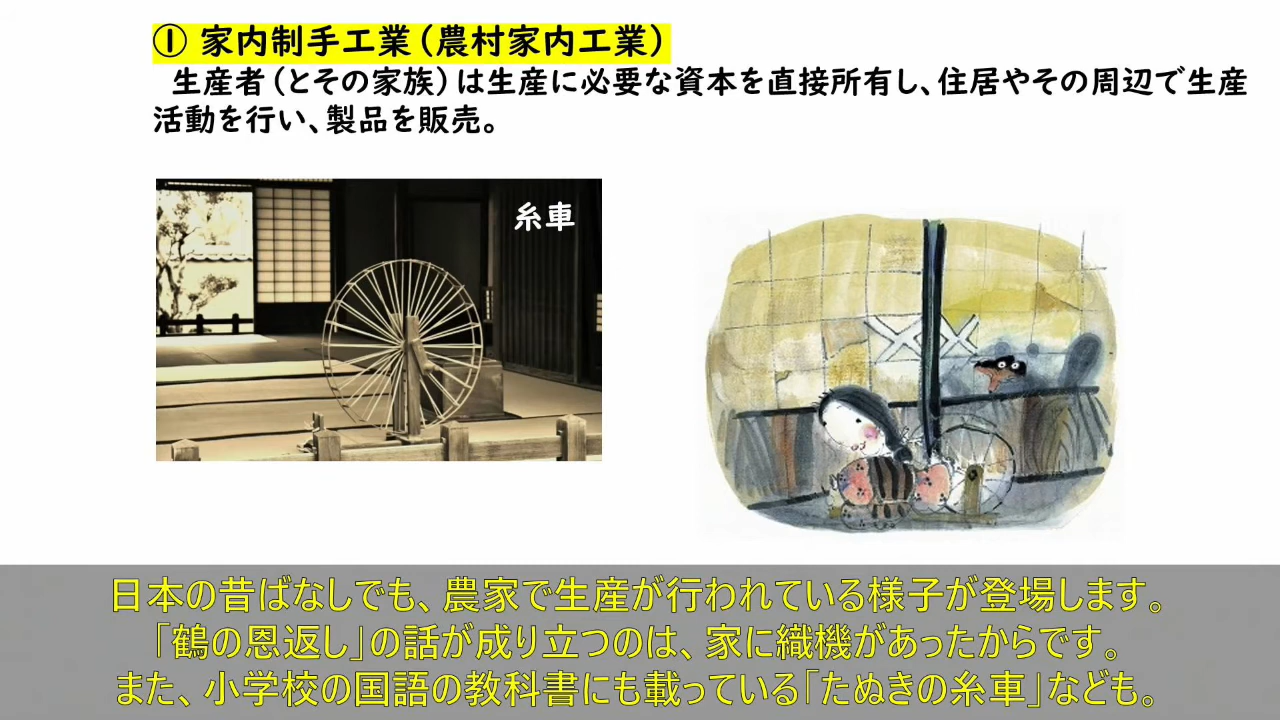 ① 家内制手工業（農村家内工業）
生産者（とその家族）は生産に必要な資本を直接所有し、住居やその周辺で生産
活動を行い、製品を販売。
糸車
日本の昔ばなしでも、農家で生産が行われている様子が登場します。
「鶴の恩返し」の話が成り立つのは、家に織機があったからです。
また、小学校の国語の教科書にも載っている「たぬきの糸車」なども。